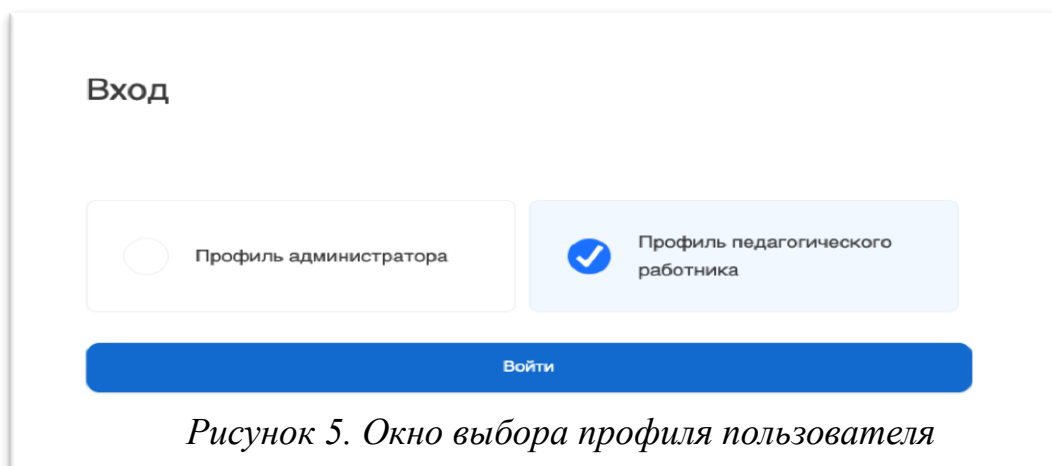 Вход
Профиль администратора
Профиль педагогического
работника
Войти
Рисунок 5. Окно выбора профиля пользователя